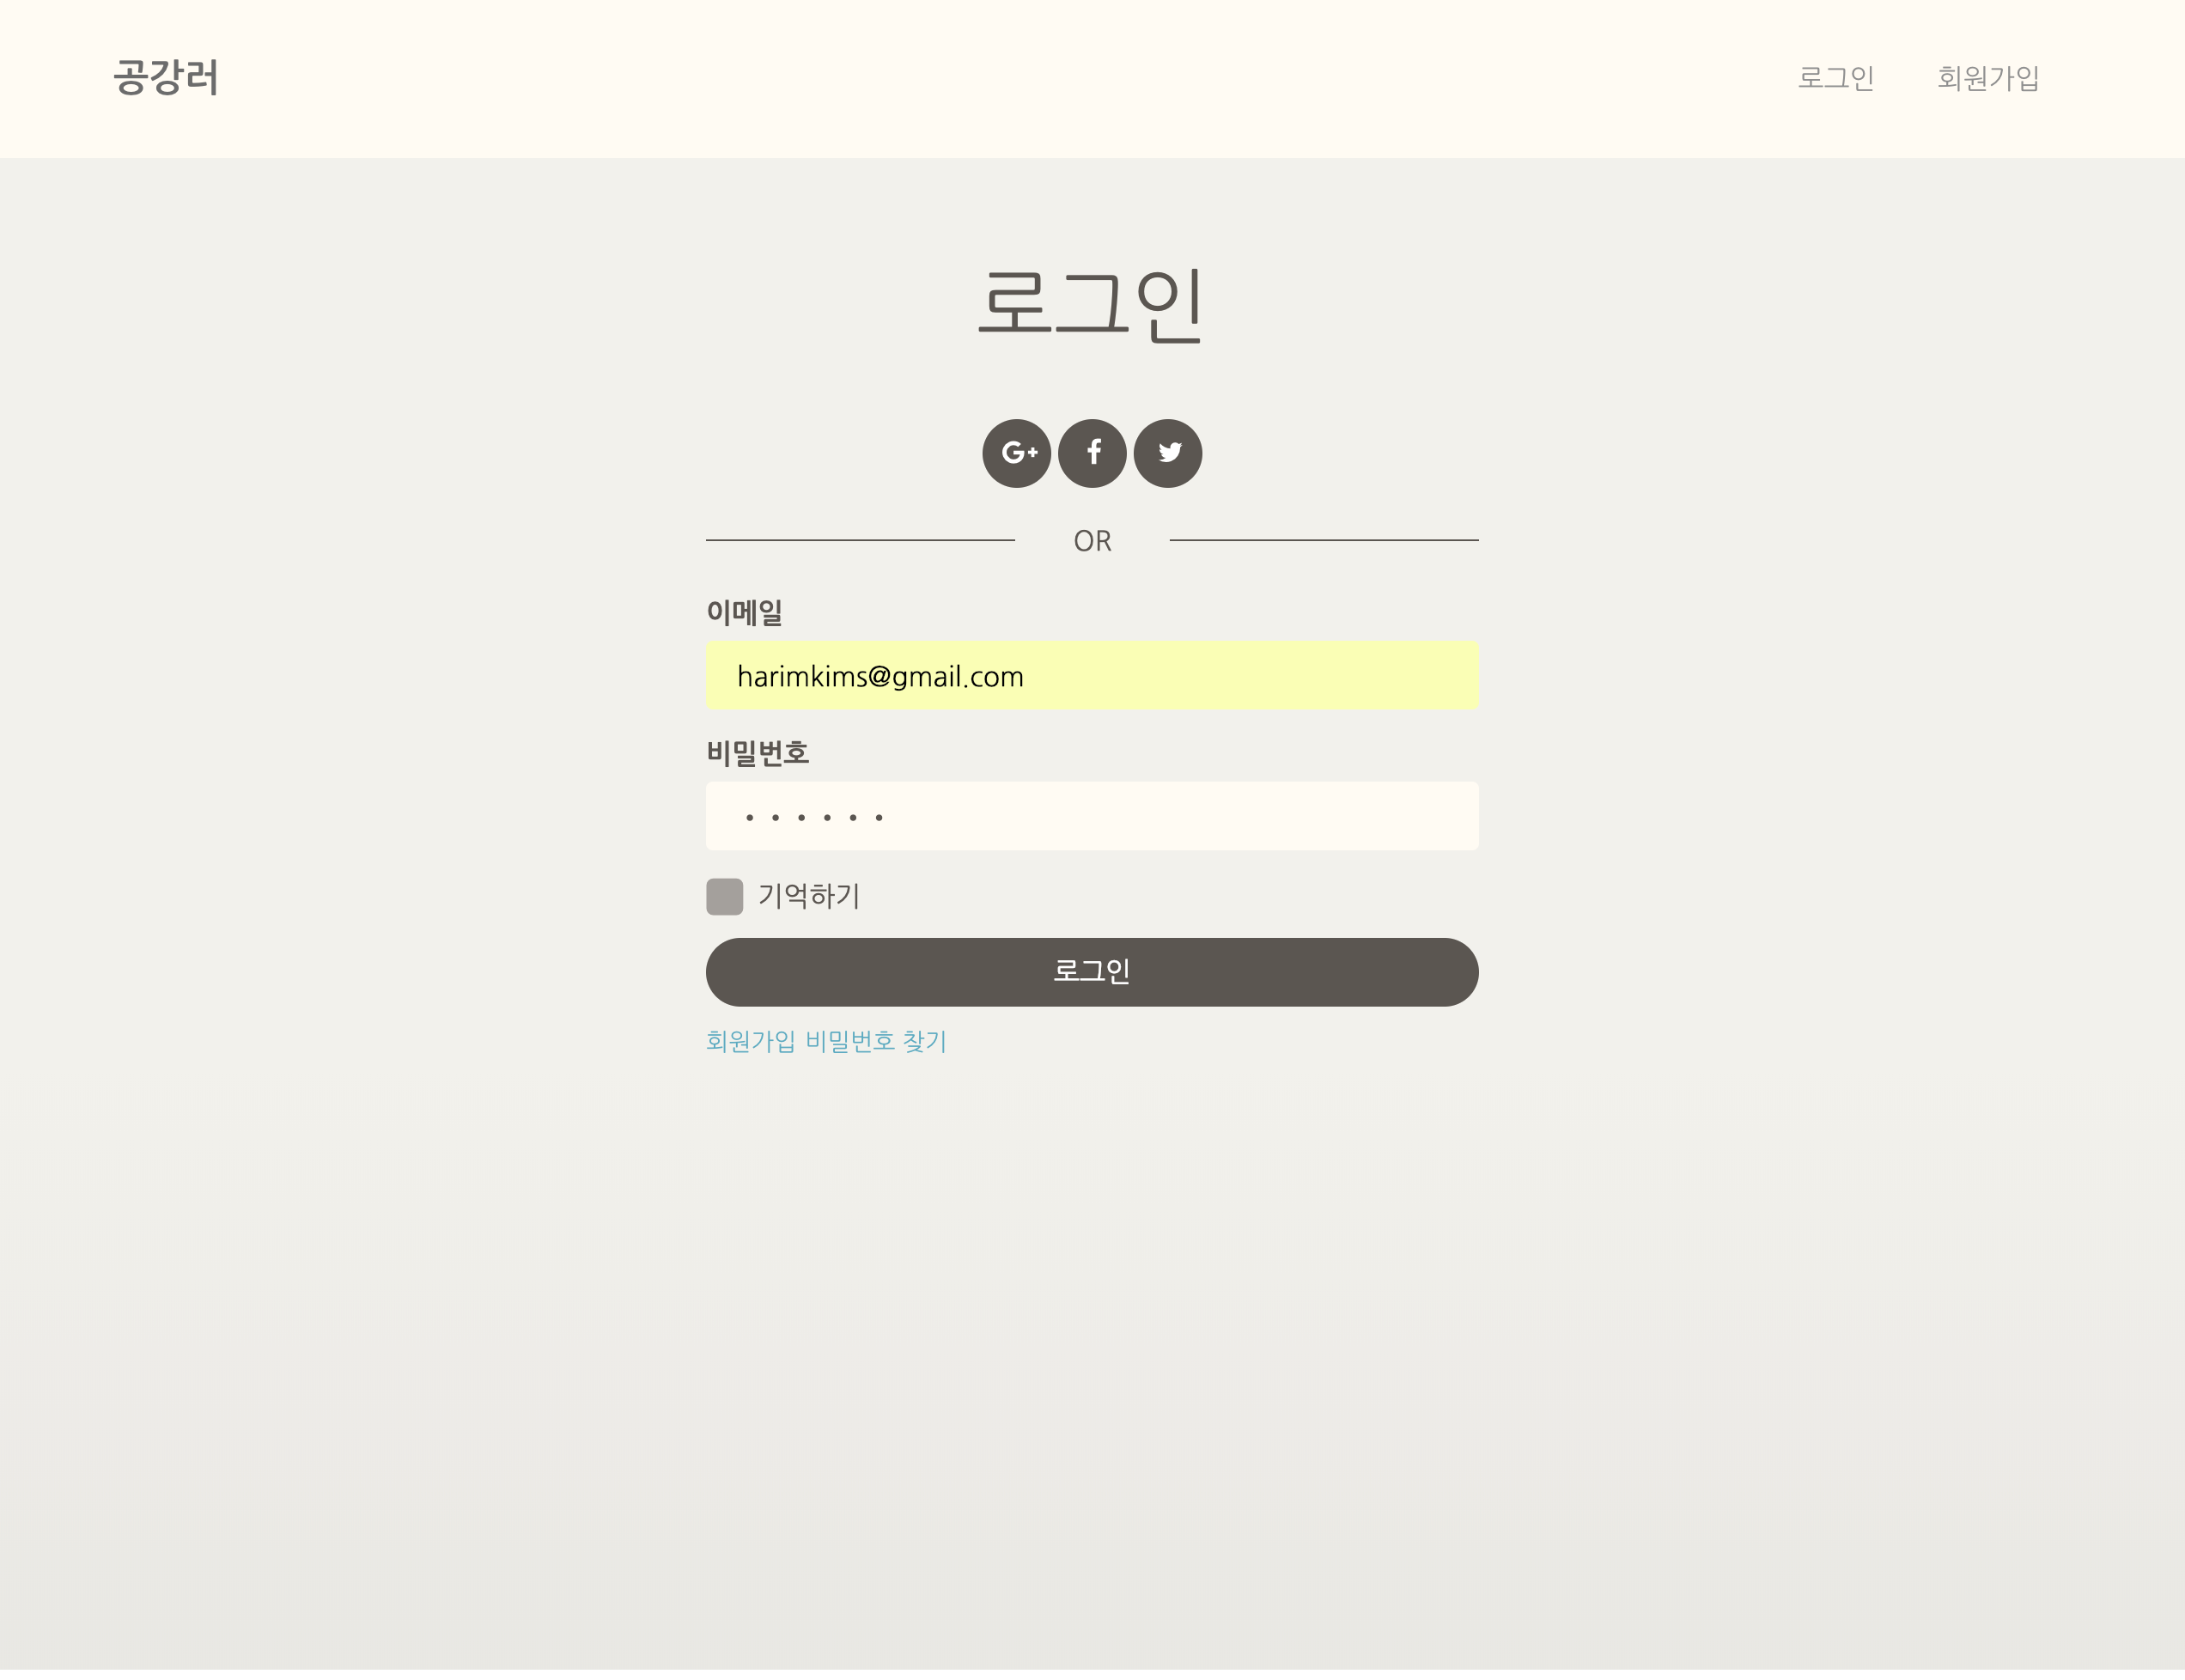 공강러
로그인 회원가입
로그인
G+ f
OR
이메일
harimkims@gmail.com
비밀번호
••••••
기억하기
로그인
회원가입 비밀번호 찾기